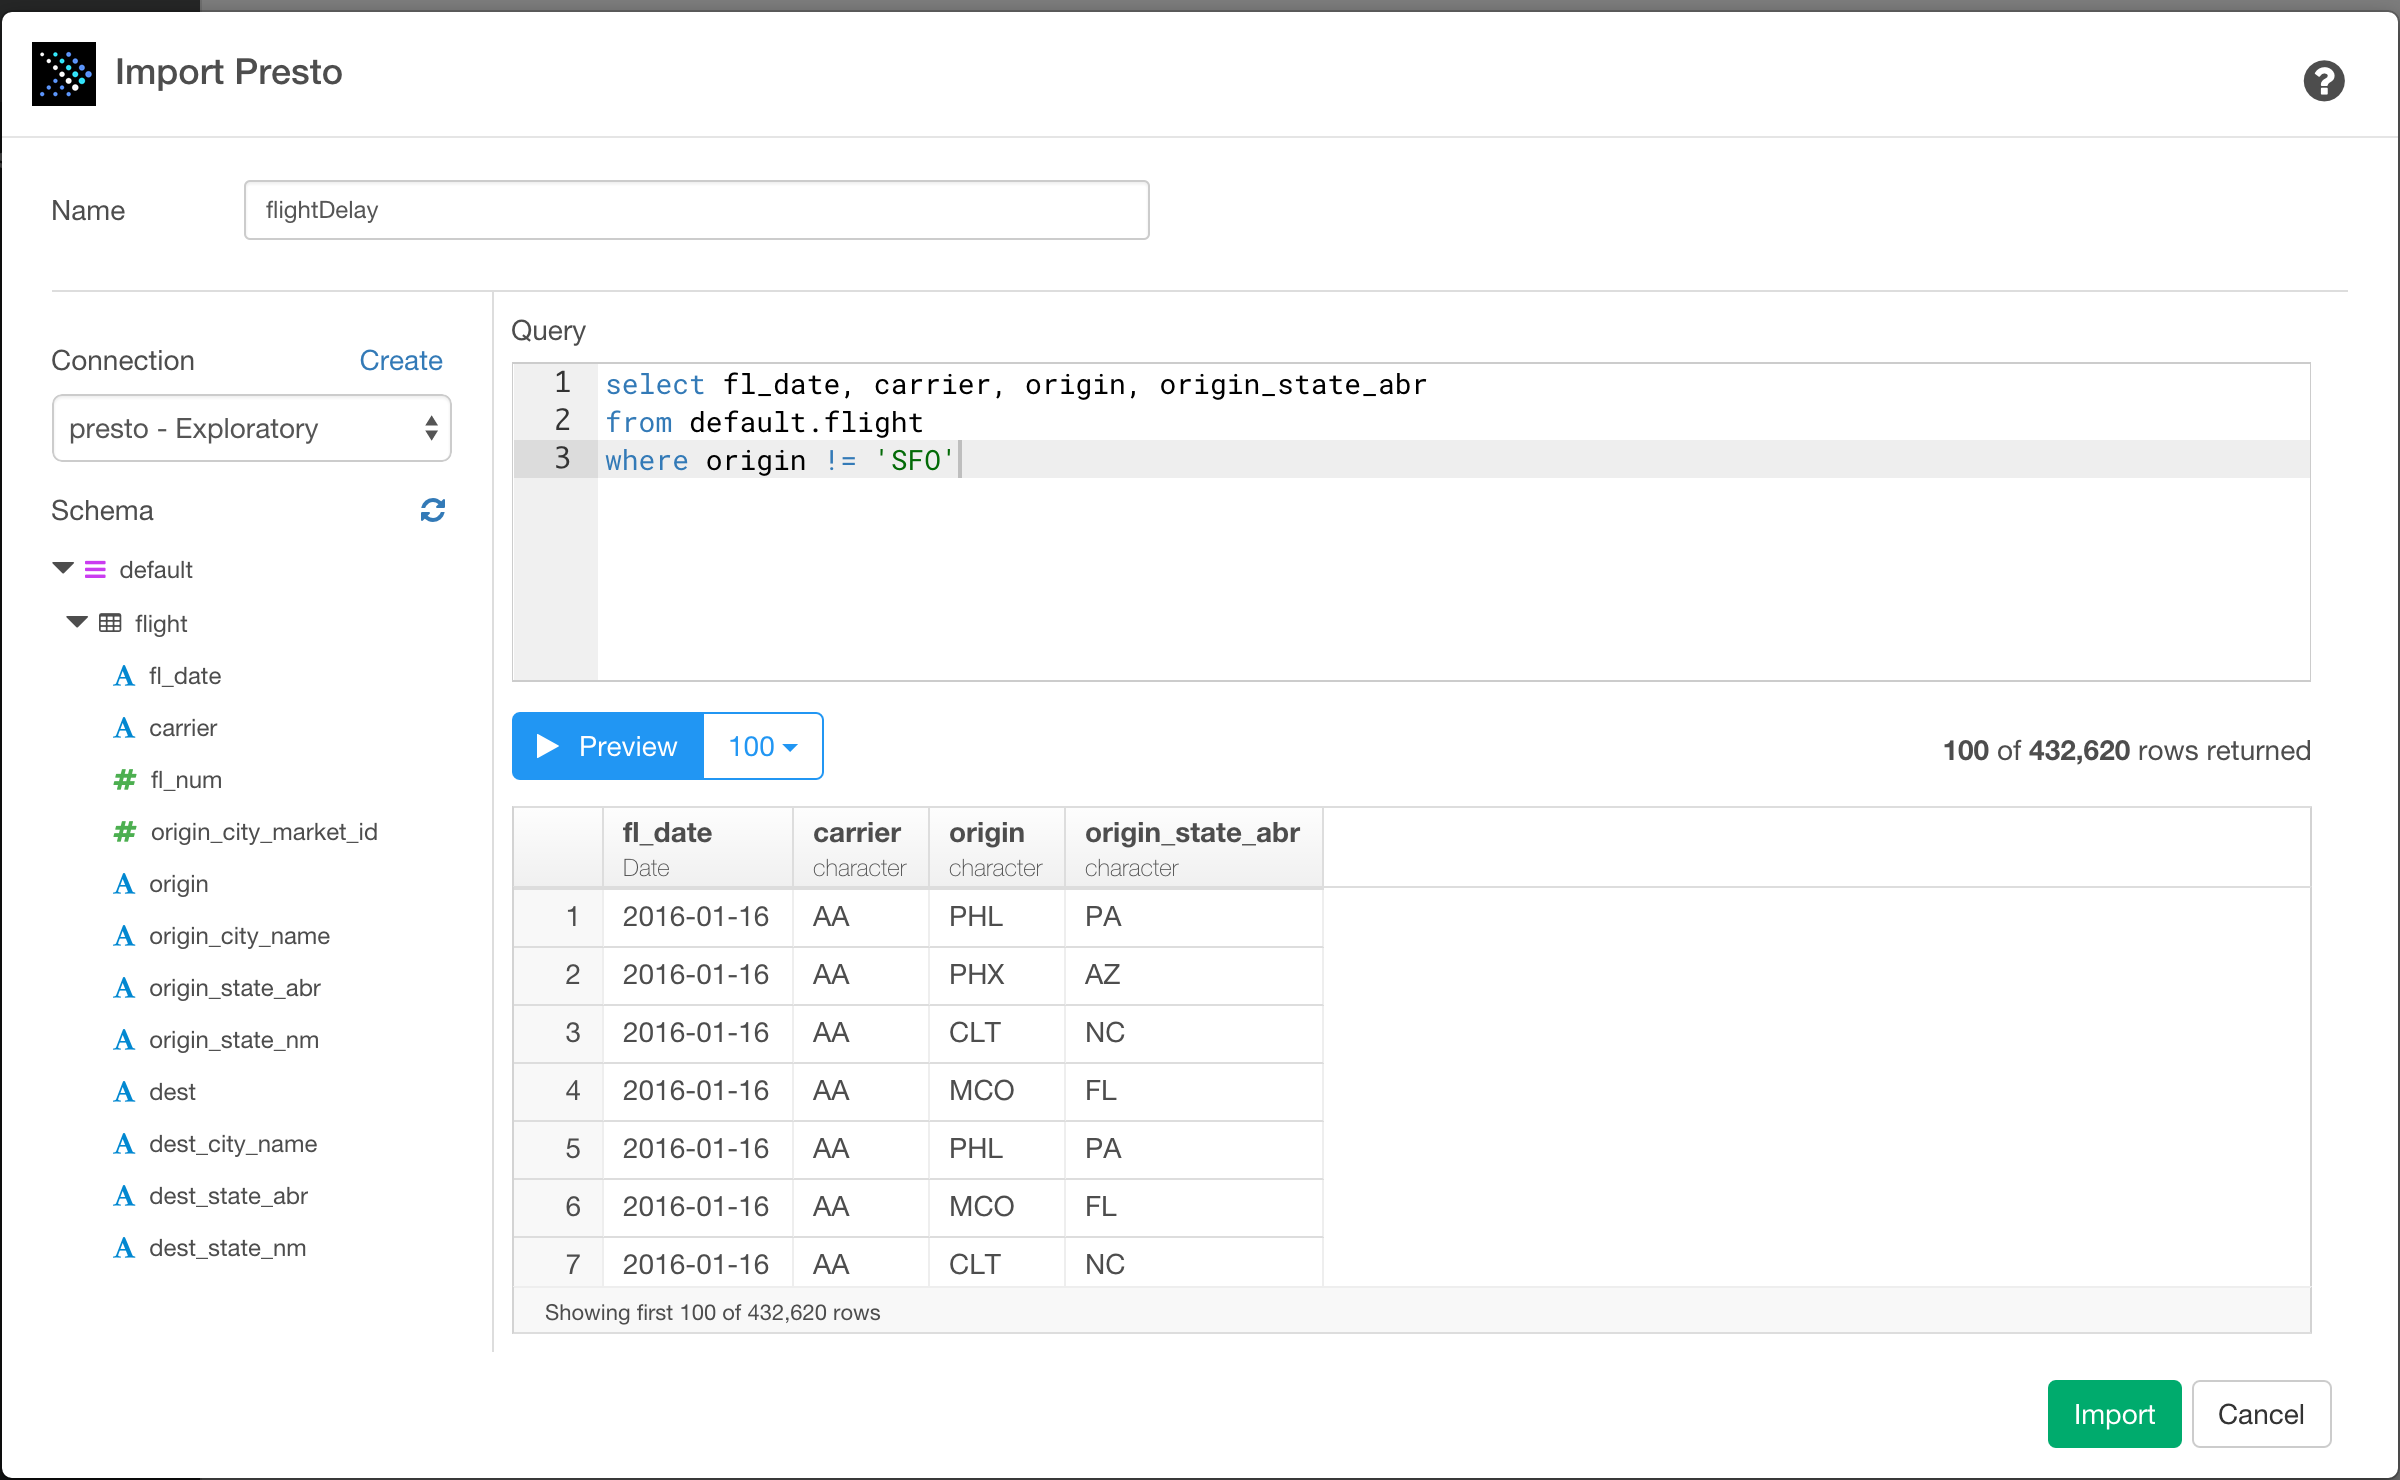 Import Presto
?
Name
flightDelay
Connection Create
presto - Exploratory
Schema
default
flight
A fl_date
A carrier
# fl_num
# origin_city_market_id
A origin
A origin_city_name
A origin_state_abr
A origin_state_nm
A dest
A dest_city_name
A dest_state_abr
A dest_state_nm
Query
1 select fl_date, carrier, origin, origin_state_abr
2 from default.flight
3 where origin != 'SFO'
Preview 100
100 of 432,620 rows returned
fl_date carrier origin origin_state_abr
Date character character character
1 2016-01-16 AA PHL PA
2 2016-01-16 AA PHX AZ
3 2016-01-16 AA CLT NC
4 2016-01-16 AA MCO FL
5 2016-01-16 AA PHL PA
6 2016-01-16 AA MCO FL
7 2016-01-16 AA CLT NC
Showing first 100 of 432,620 rows
Import Cancel